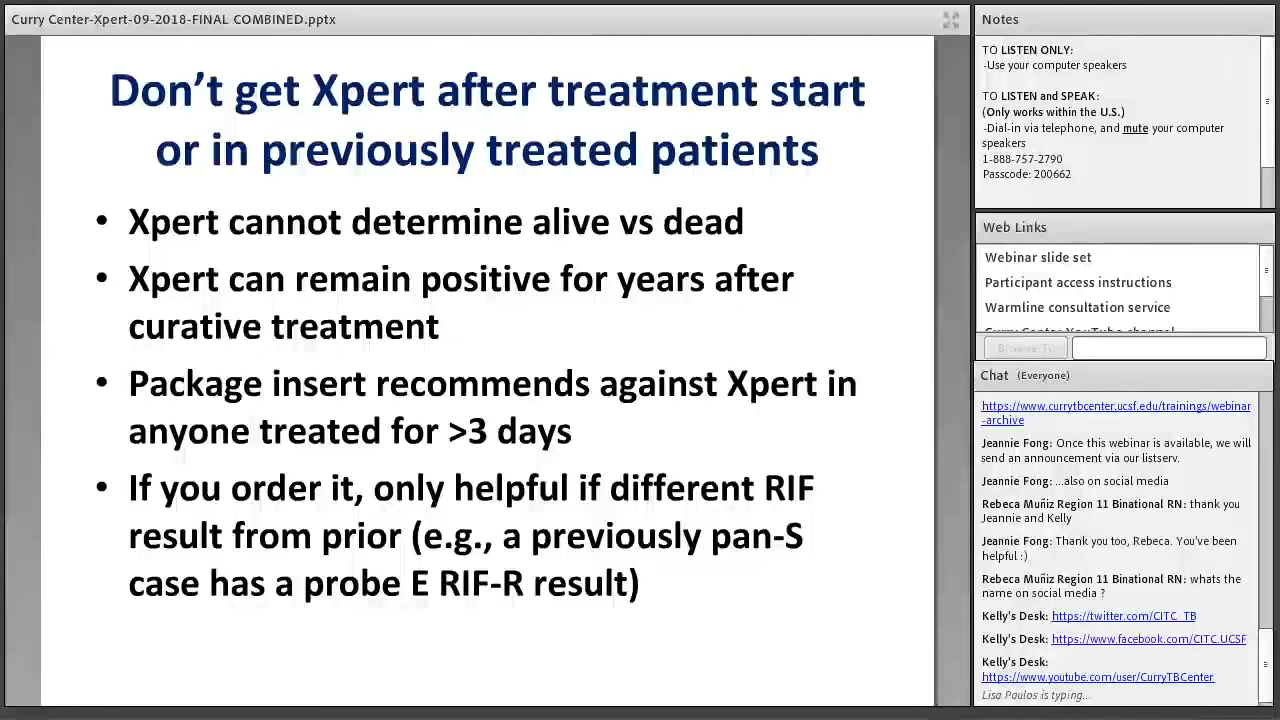 Curry Center-Xpert-09-2018-FINAL COMBINED.pptx
Don’t get Xpert after treatment start
or in previously treated patients
• Xpert cannot determine alive vs dead
• Xpert can remain positive for years after
curative treatment
• Package insert recommends against Xpert in
anyone treated for >3 days
• If you order it, only helpful if different RIF
result from prior (e.g., a previously pan-S
case has a probe E RIF-R result)
Notes
TO LISTEN ONLY:
-Use your computer speakers
TO LISTEN and SPEAK:
(Only works within the U.S.)
-Dial-in via telephone, and mute your computer
speakers
1-888-757-2790
Passcode: 200662
Web Links
Webinar slide set
Participant access instructions
Warmline consultation service
Curry Center YouTube channel
Browse To
Chat (Everyone)
https://www.currytbcenter.ucsf.edu/trainings/webinar
-archive
Jeannie Fong: Once this webinar is available, we will
send an announcement via our listserv.
Jeannie Fong: ...also on social media
Rebeca Muñiz Region 11 Binational RN: thank you
Jeannie and Kelly
Jeannie Fong: Thank you too, Rebeca. You've been
helpful :)
Rebeca Muñiz Region 11 Binational RN: whats the
name on social media ?
Kelly's Desk: https://twitter.com/CITC_TB
Kelly's Desk: https://www.facebook.com/CITC.UCSF
Kelly's Desk:
https://www.youtube.com/user/CurryTBCenter
Lisa Paulos is typing...